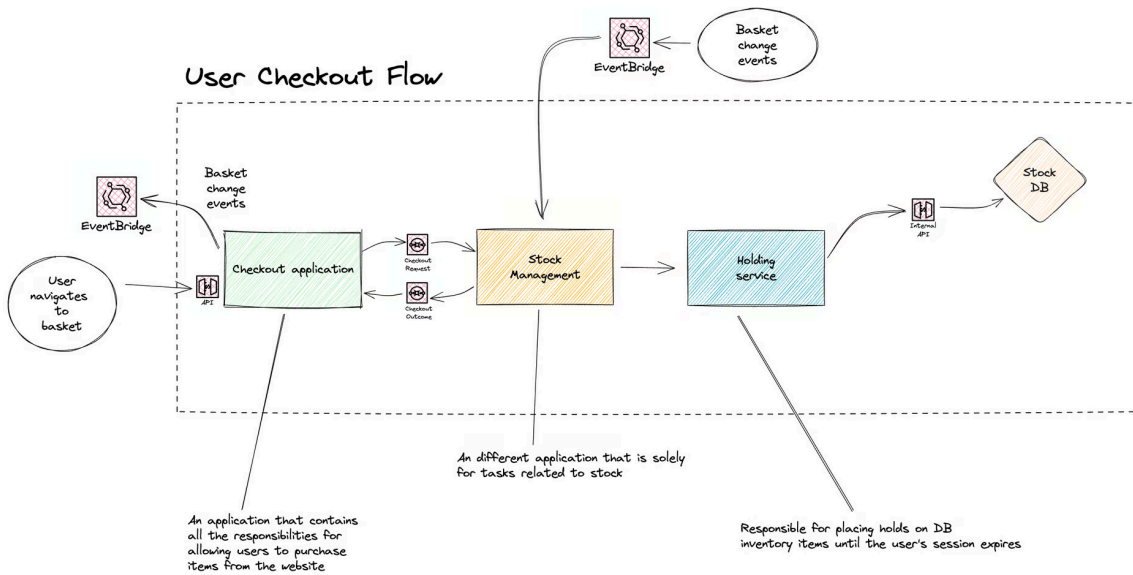 Basket
change
events
EventBridge
User Checkout Flow
Basket
change
events
EventBridge
Stock
DB
Internal
API
User
navigates
to
basket
API
Checkout application
Checkout
Request
Checkout
Outcome
Stock
Management
Holding
service
An different application that is solely
for tasks related to stock
An application that contains
all the responsibilities for
allowing users to purchase
items from the website
Responsible for placing holds on DB
inventory items until the user's session expires